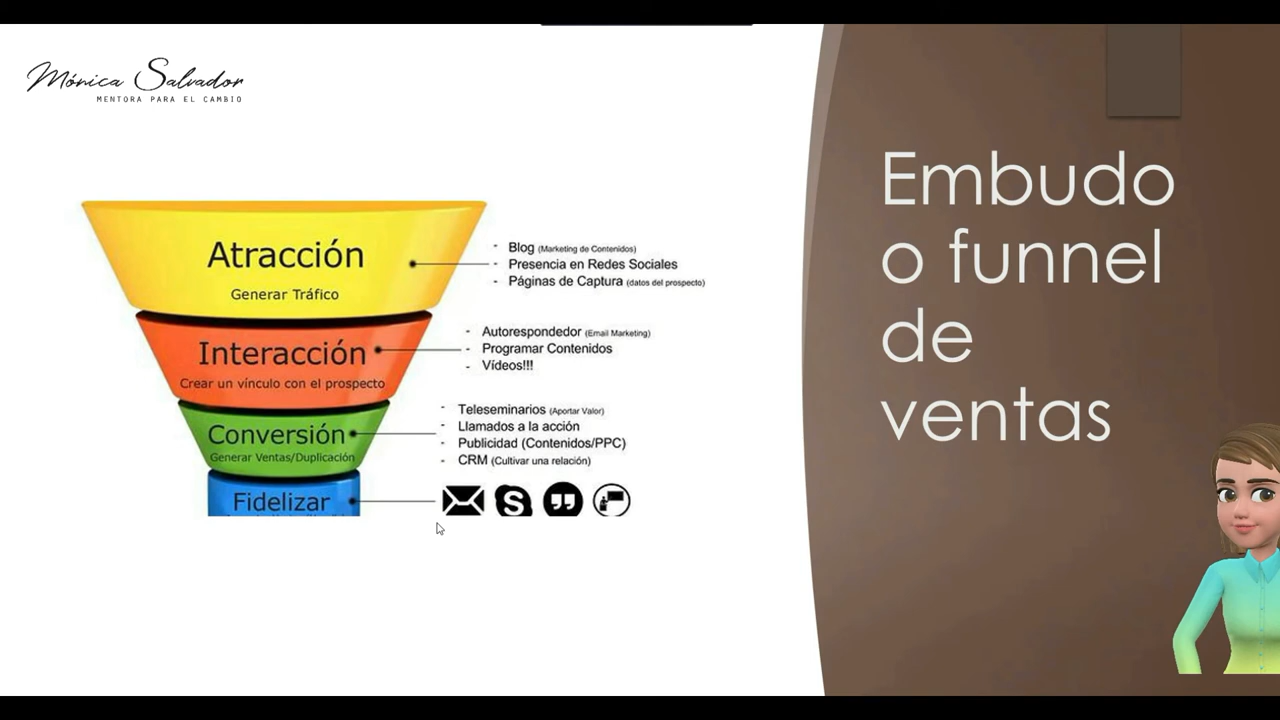 Mónica Salvador
MENTORA PARA EL CAMBIO
Embudo
o funnel
de
ventas
Atracción
Generar Tráfico
- Blog (Marketing de Contenidos)
- Presencia en Redes Sociales
- Páginas de Captura (datos del prospecto)
Interacción
Crear un vínculo con el prospecto
- Autorespondedor (Email Marketing)
- Programar Contenidos
- Vídeos!!!
Conversión
Generar Ventas/Duplicación
- Teleseminarios (Aportar Valor)
- Llamados a la acción
- Publicidad (Contenidos/PPC)
- CRM (Cultivar una relación)
Fidelizar